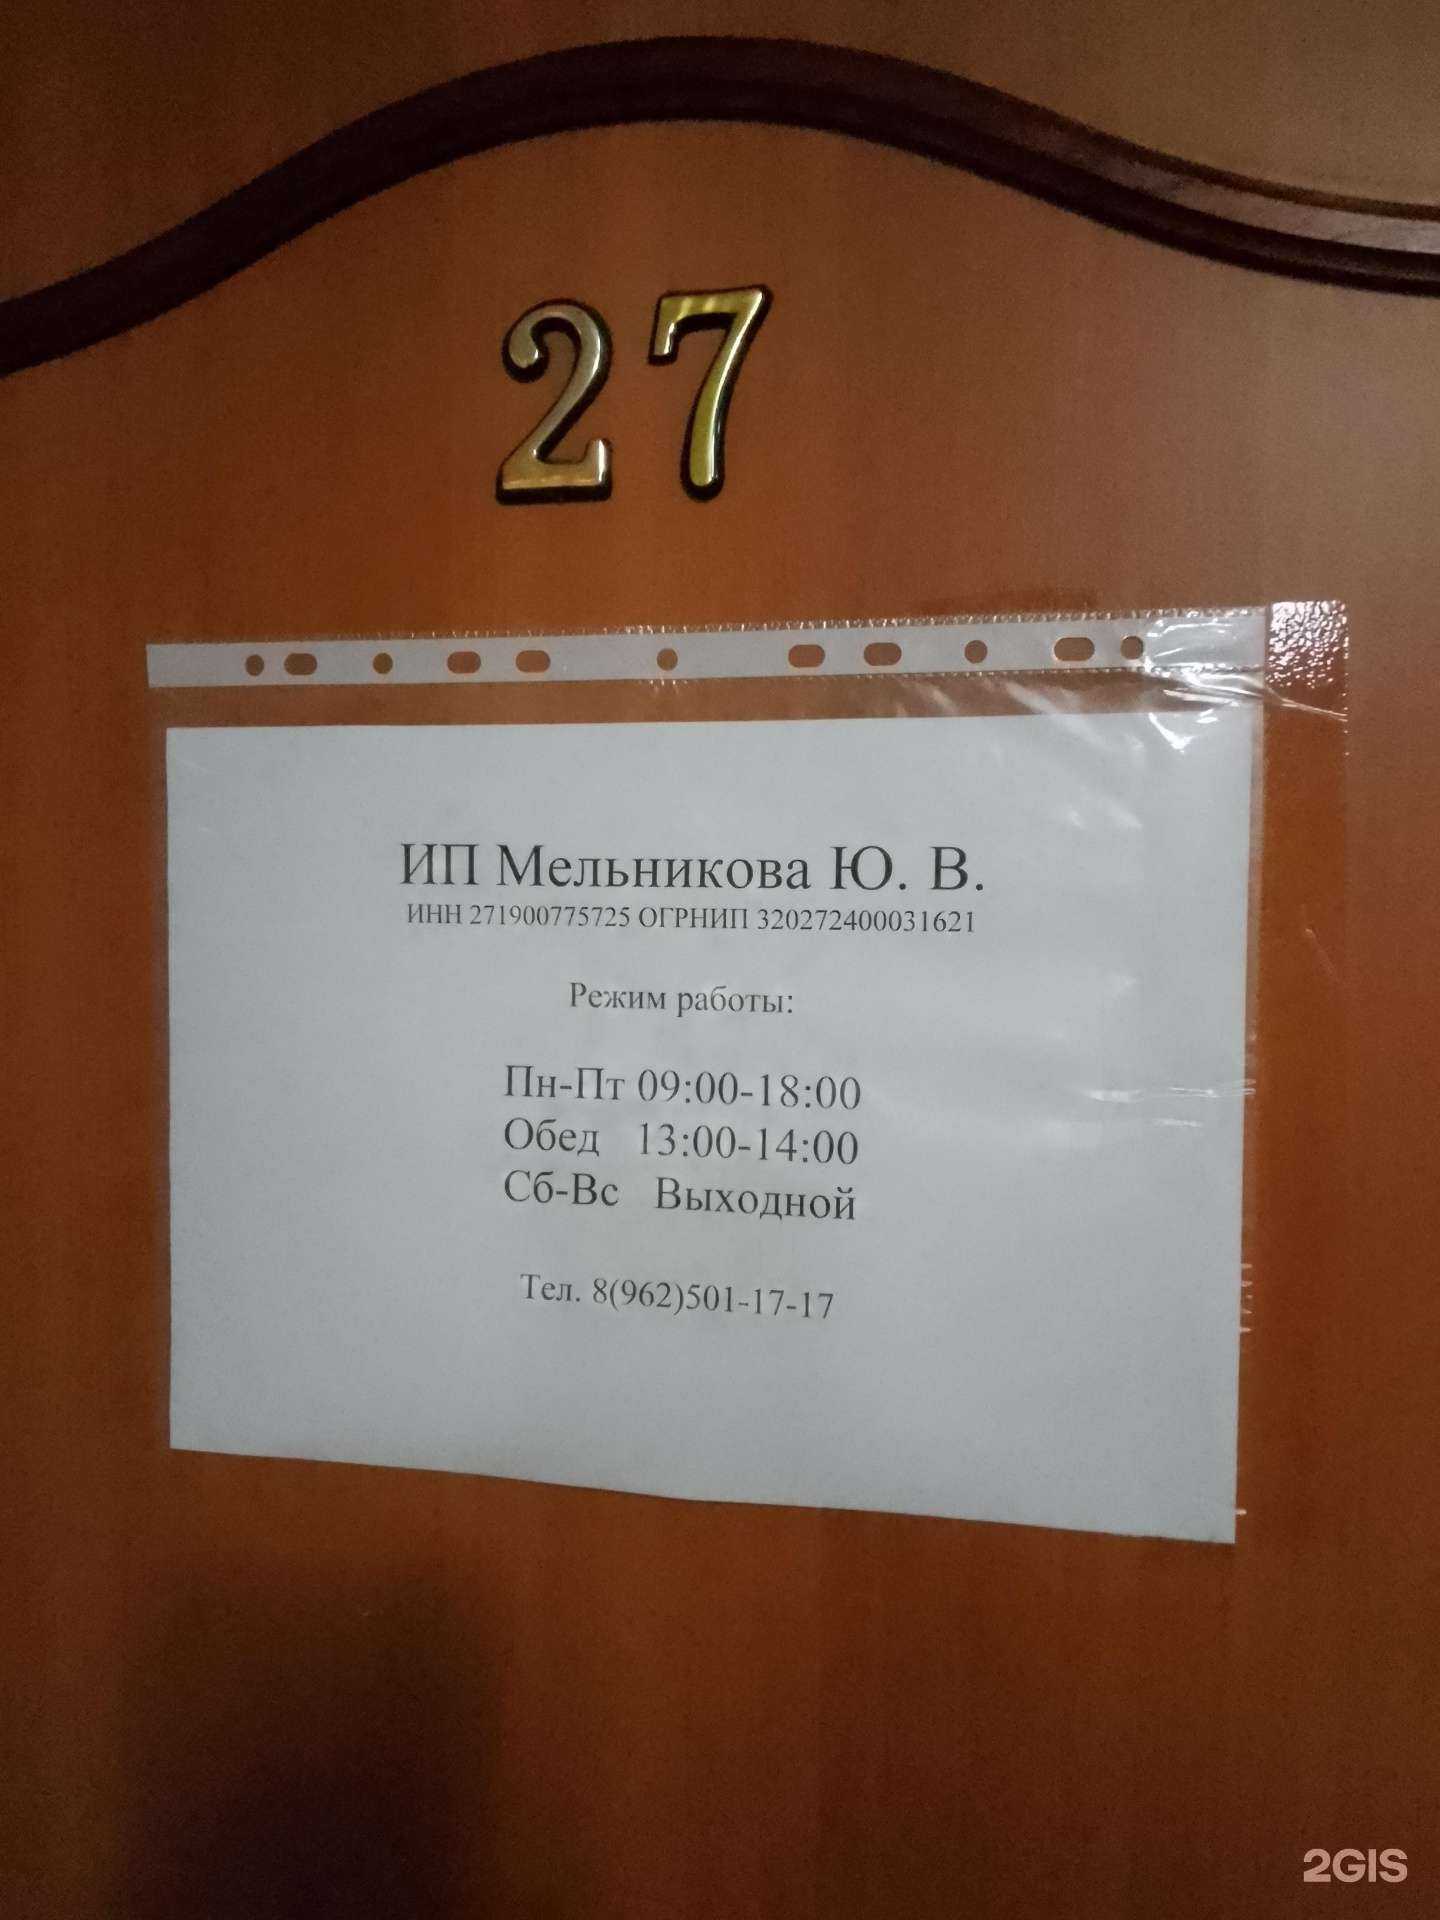 27
ИП Мельникова Ю. В.
ИНН 271900775725 ОГРНИП 320272400031621
Режим работы:
Пн-Пт 09:00-18:00
Обед 13:00-14:00
Сб-Вс Выходной
Тел. 8(962)501-17-17
2GIS